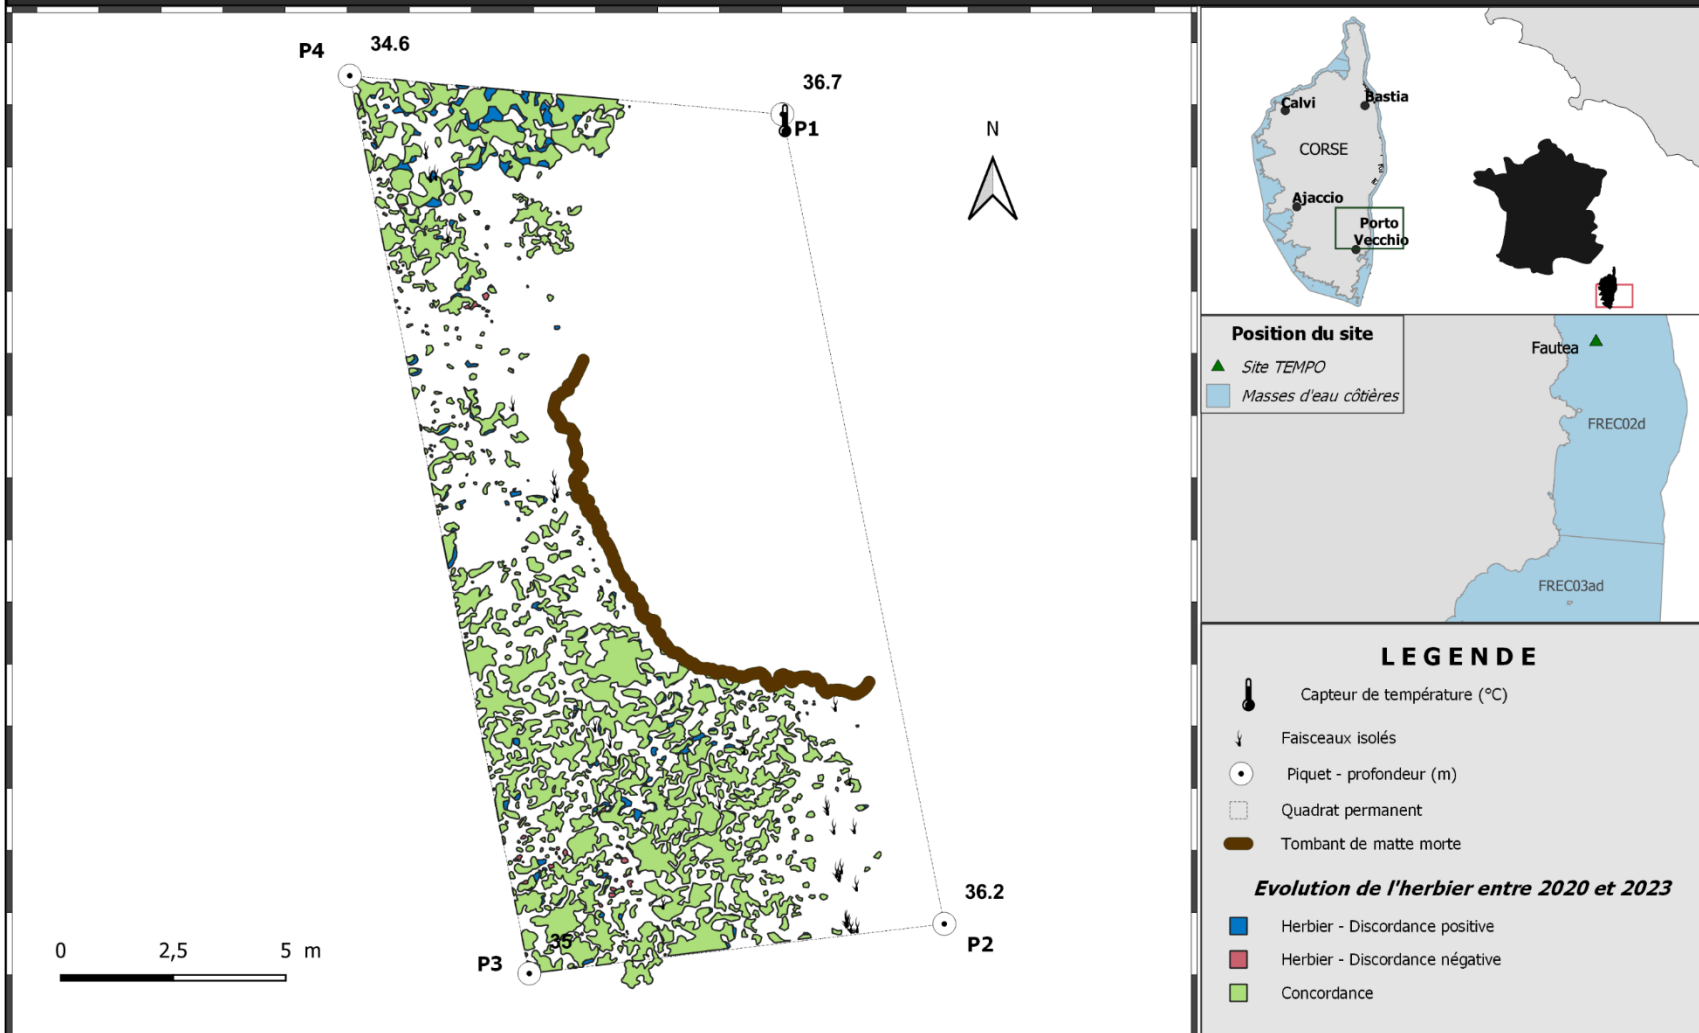 P4
34.6
36.7
P1
N
36.2
P2
35
P3
0
2,5
5 m
Calvi
Bastia
CORSE
Ajaccio
Porto
Vecchio
Position du site
Site TEMPO
Masses d'eau côtières
Fautea
FREC02d
FREC03ad
LEGENDE
Capteur de température (°C)
Faisceaux isolés
Piquet - profondeur (m)
Quadrat permanent
Tombant de matte morte
Evolution de l'herbier entre 2020 et 2023
Herbier - Discordance positive
Herbier - Discordance négative
Concordance